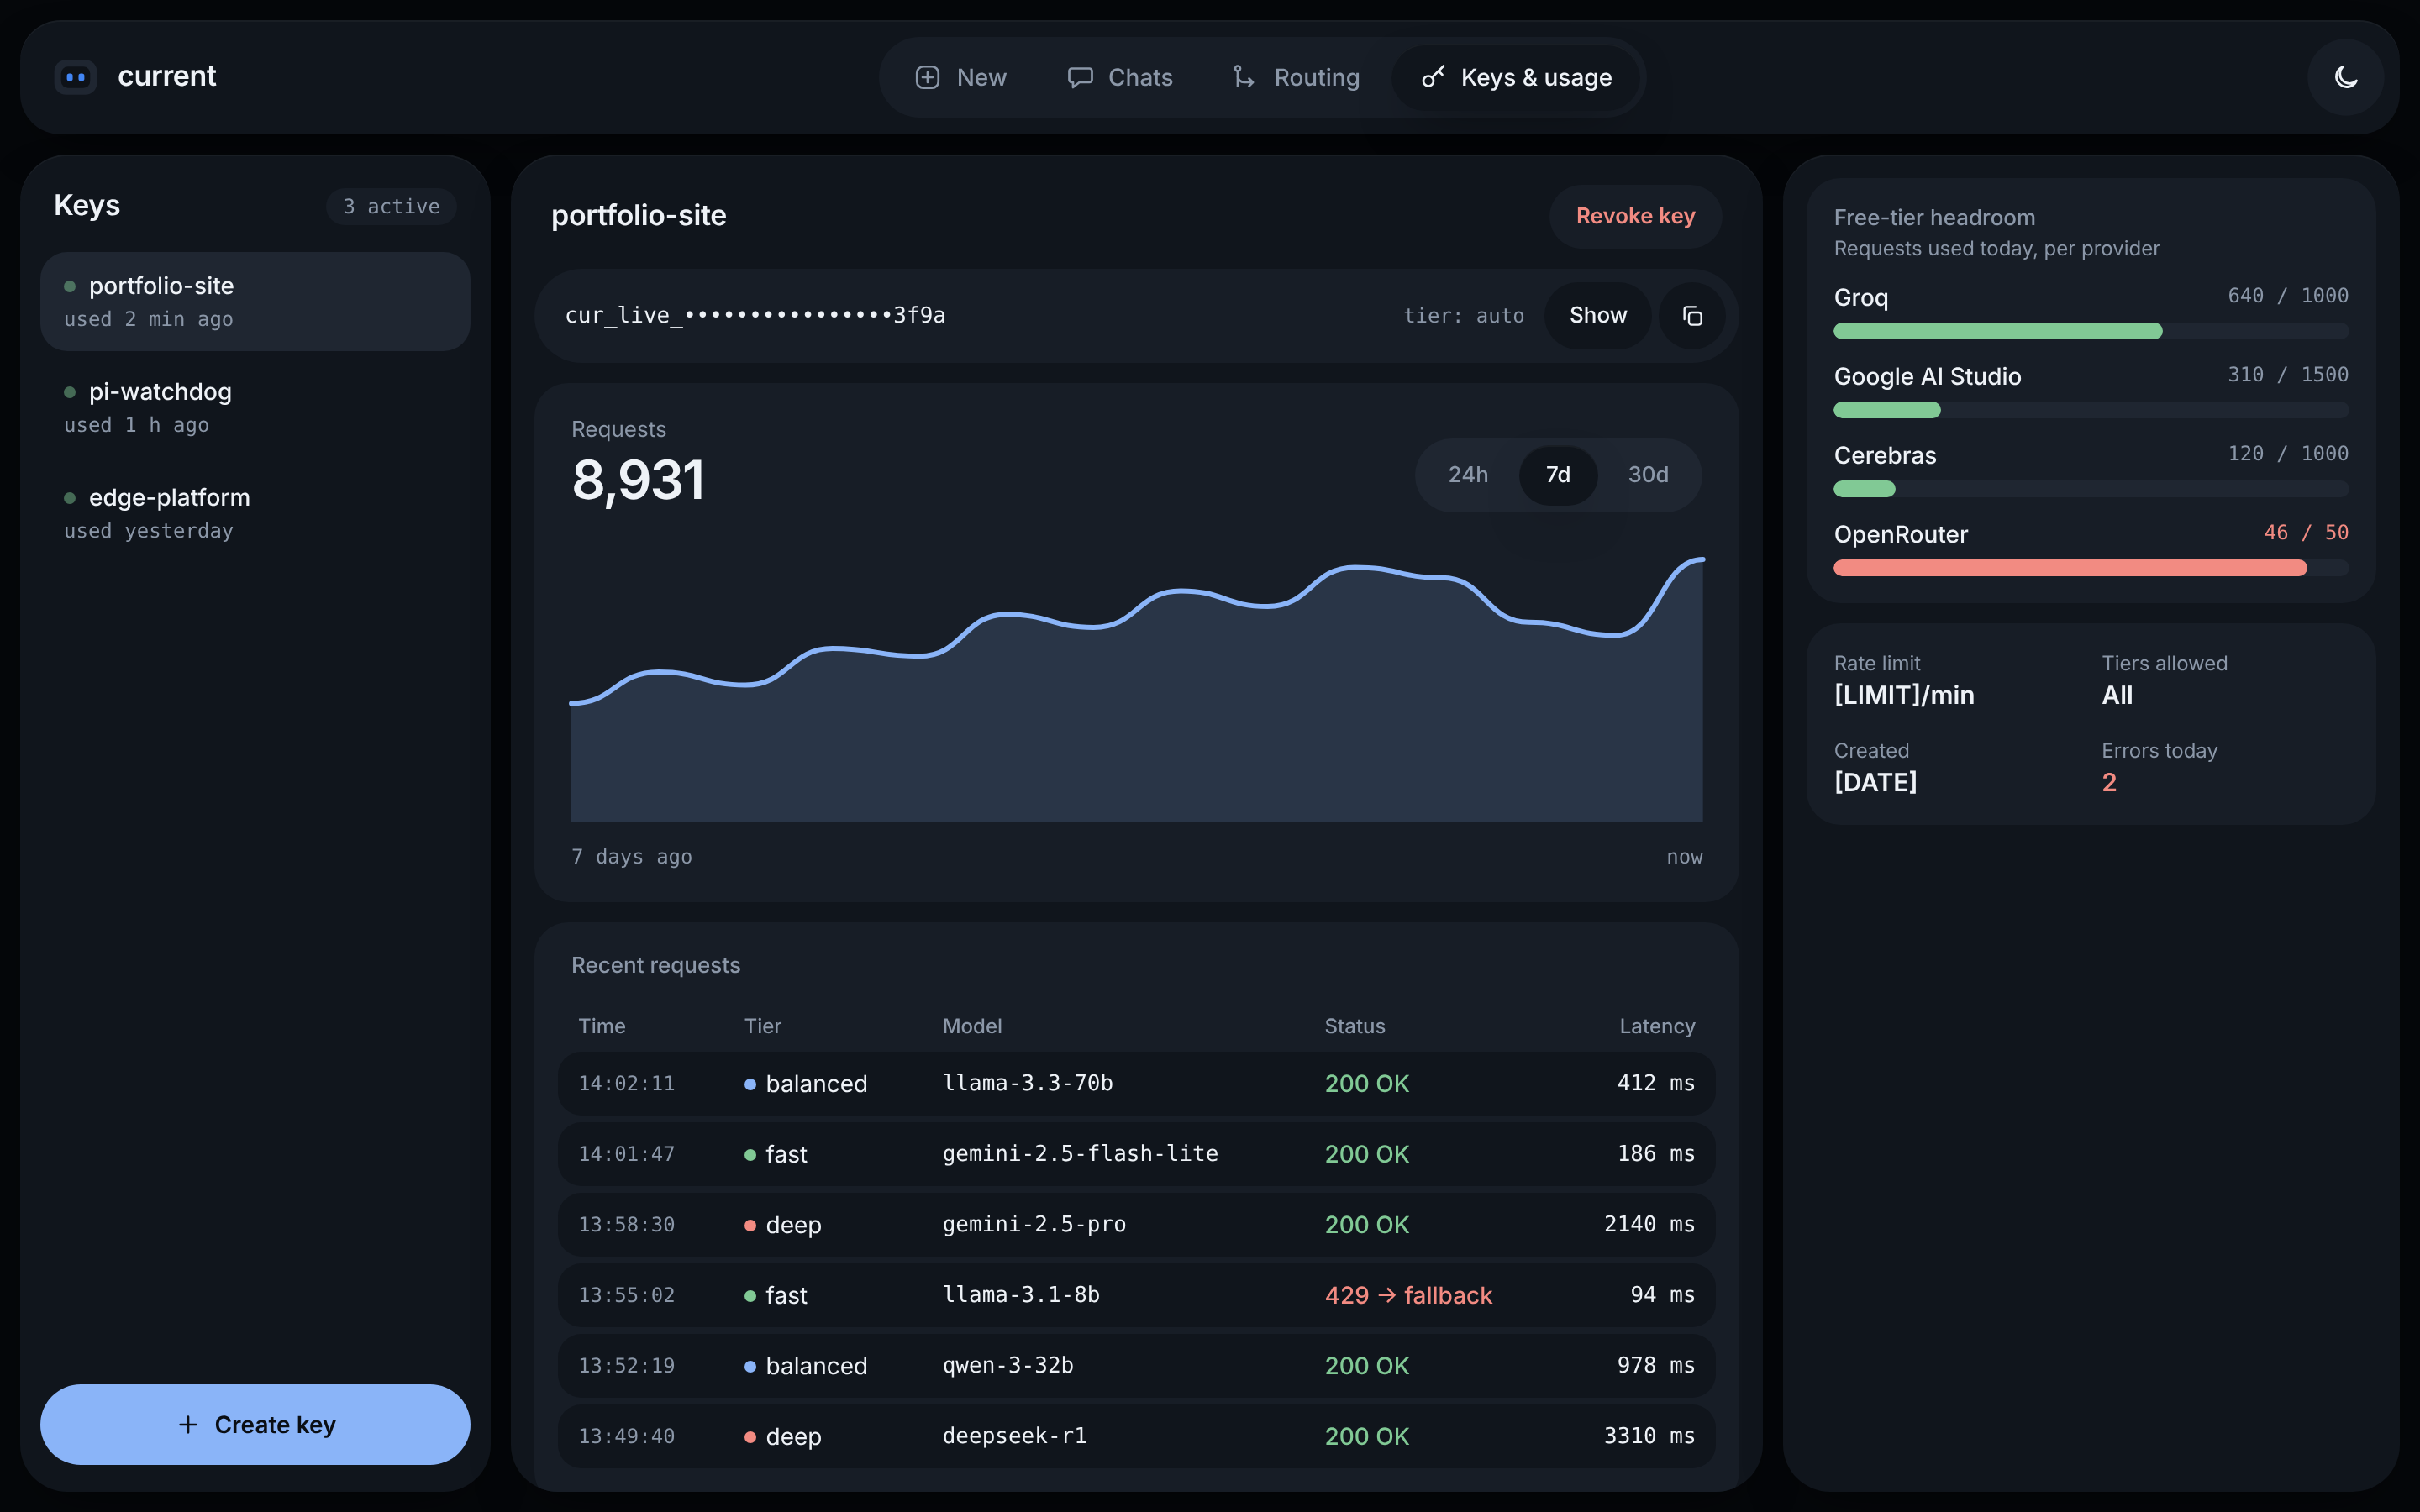 current
New
Chats
Routing
Keys & usage
Keys
3 active
portfolio-site
used 2 min ago
pi-watchdog
used 1 h ago
edge-platform
used yesterday
Create key
portfolio-site
Revoke key
cur_live_••••••••••••••••3f9a
tier: auto
Show
Requests
8,931
24h
7d
30d
7 days ago
now
Recent requests
Time Tier Model Status Latency
14:02:11 balanced llama-3.3-70b 200 OK 412 ms
14:01:47 fast gemini-2.5-flash-lite 200 OK 186 ms
13:58:30 deep gemini-2.5-pro 200 OK 2140 ms
13:55:02 fast llama-3.1-8b 429 → fallback 94 ms
13:52:19 balanced qwen-3-32b 200 OK 978 ms
13:49:40 deep deepseek-r1 200 OK 3310 ms
Free-tier headroom
Requests used today, per provider
Groq 640 / 1000
Google AI Studio 310 / 1500
Cerebras 120 / 1000
OpenRouter 46 / 50
Rate limit
[LIMIT]/min
Tiers allowed
All
Created
[DATE]
Errors today
2